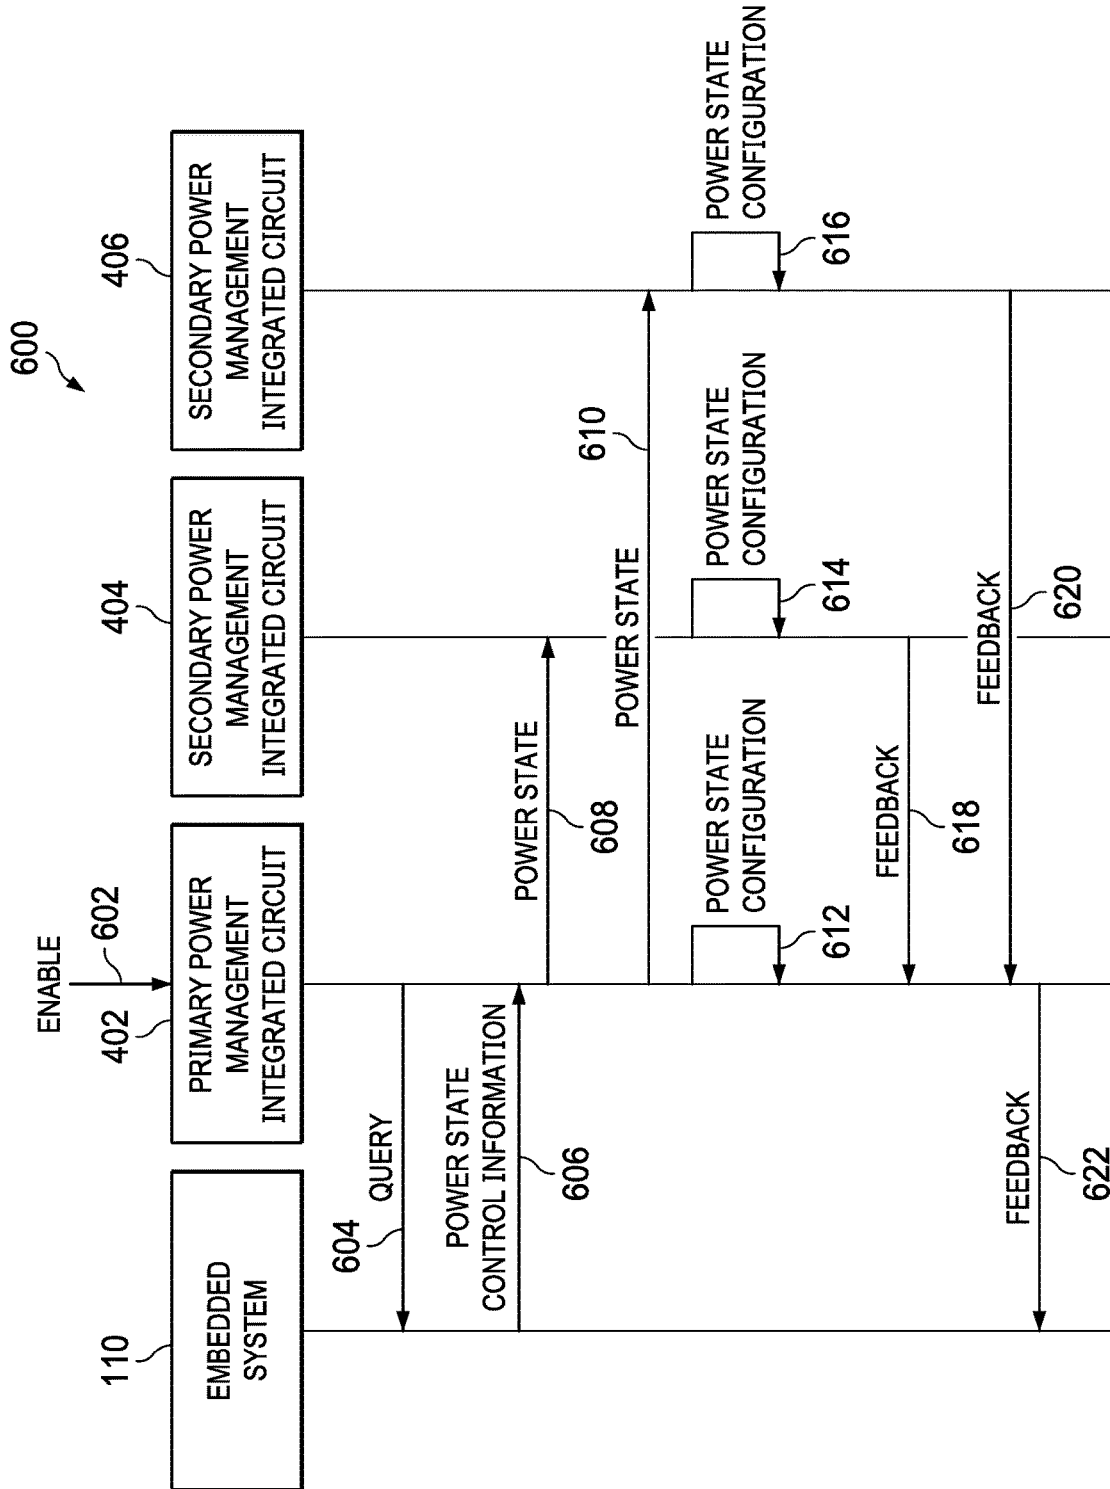 600
ENABLE
602
110
402
404
406
EMBEDDED
SYSTEM
PRIMARY POWER
MANAGEMENT
INTEGRATED CIRCUIT
SECONDARY POWER
MANAGEMENT
INTEGRATED CIRCUIT
SECONDARY POWER
MANAGEMENT
INTEGRATED CIRCUIT
604
QUERY
POWER STATE
CONTROL INFORMATION
606
POWER STATE
608
POWER STATE
610
POWER STATE
CONFIGURATION
612
POWER STATE
CONFIGURATION
614
POWER STATE
CONFIGURATION
616
FEEDBACK
618
FEEDBACK
620
FEEDBACK
622